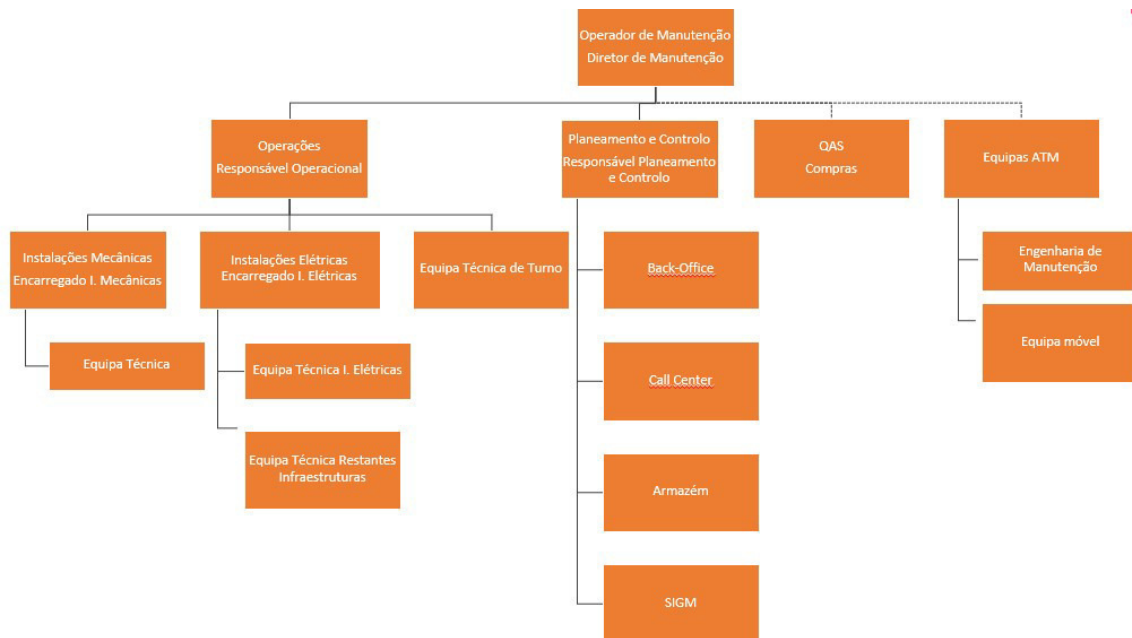 Operador de Manutenção
Diretor de Manutenção
Operações
Responsável Operacional
Planeamento e Controlo
Responsável Planeamento
e Controlo
QAS
Compras
Equipas ATM
Instalações Mecânicas
Encarregado I. Mecânicas
Instalações Elétricas
Encarregado I. Elétricas
Equipa Técnica de Turno
Back-Office
Engenharia de
Manutenção
Equipa Técnica
Equipa Técnica I. Elétricas
Call Center
Equipa móvel
Equipa Técnica Restantes
Infraestruturas
Armazém
SIGM